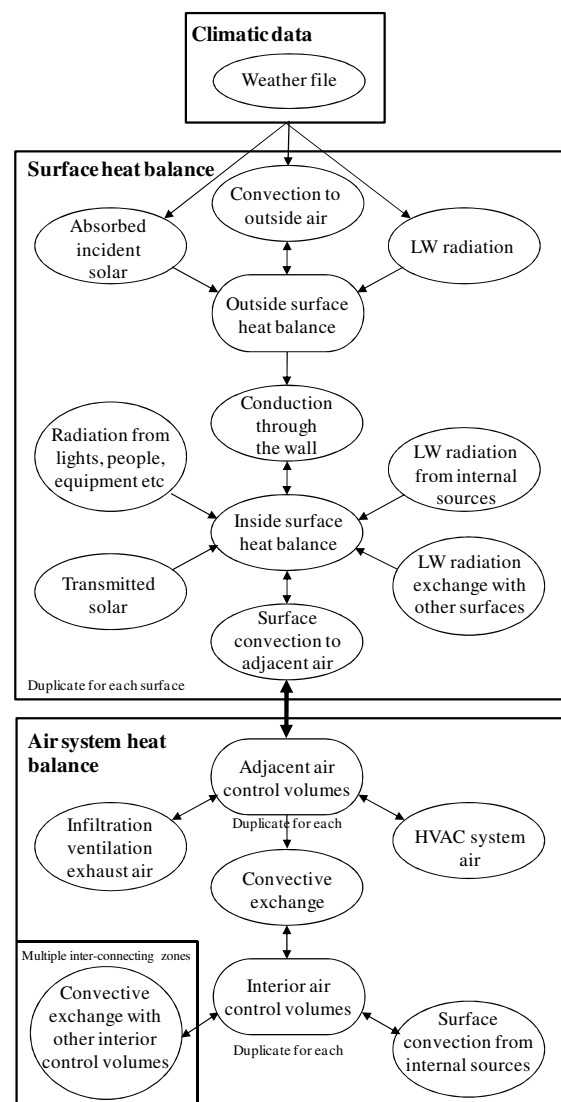 Climatic data
Weather file
Surface heat balance
Convection to
outside air
Absorbed
incident
solar
LW radiation
Outside surface
heat balance
Conduction
through
the wall
Radiation from
lights, people,
equipment etc
LW radiation
from internal
sources
Inside surface
heat balance
Transmitted
solar
LW radiation
exchange with
other surfaces
Surface
convection to
adjacent air
Duplicate for each surface
Air system heat
balance
Adjacent air
control volumes
Duplicate for each
Infiltration
ventilation
exhaust air
HVAC system
air
Convective
exchange
Multiple inter-connecting zones
Convective
exchange with
other interior
control volumes
Interior air
control volumes
Duplicate for each
Surface
convection from
internal sources